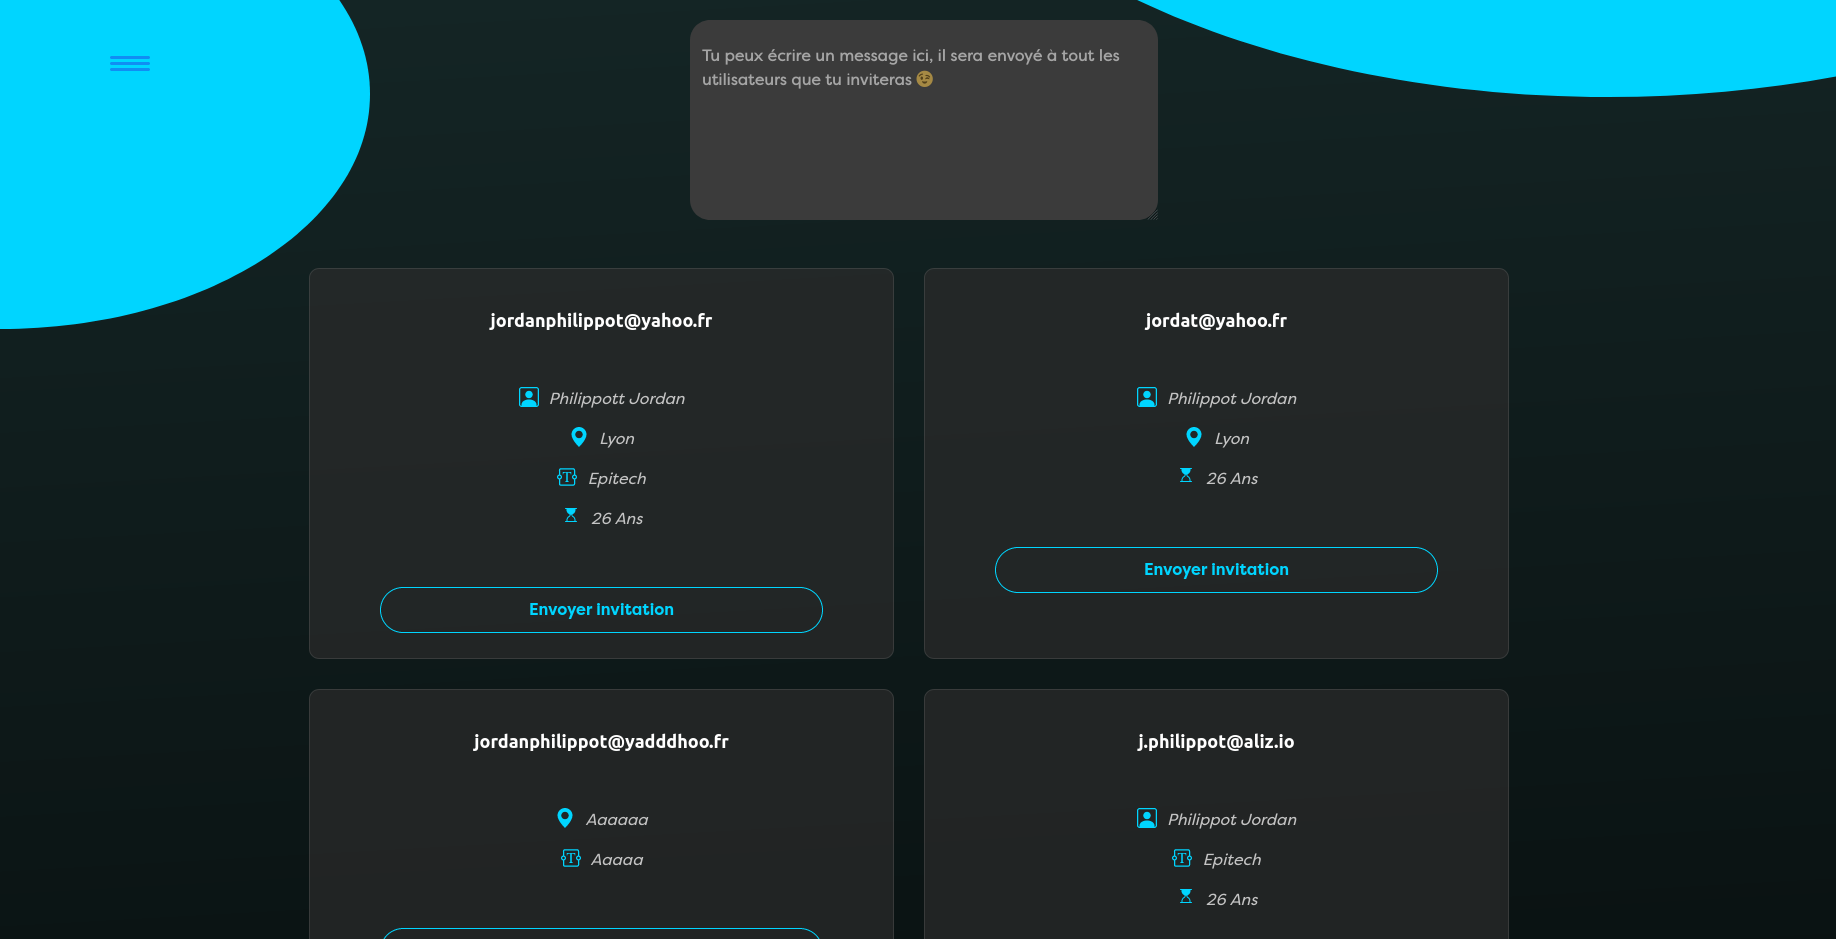 Tu peux écrire un message ici, il sera envoyé à tout les
utilisateurs que tu inviteras 😉
jordanphilippot@yahoo.fr
Philippott Jordan
Lyon
Epitech
26 Ans
Envoyer invitation
jordat@yahoo.fr
Philippot Jordan
Lyon
26 Ans
Envoyer invitation
jordanphilippot@yadddhoo.fr
Aaaaaa
Aaaaa
j.philippot@aliz.io
Philippot Jordan
Epitech
26 Ans